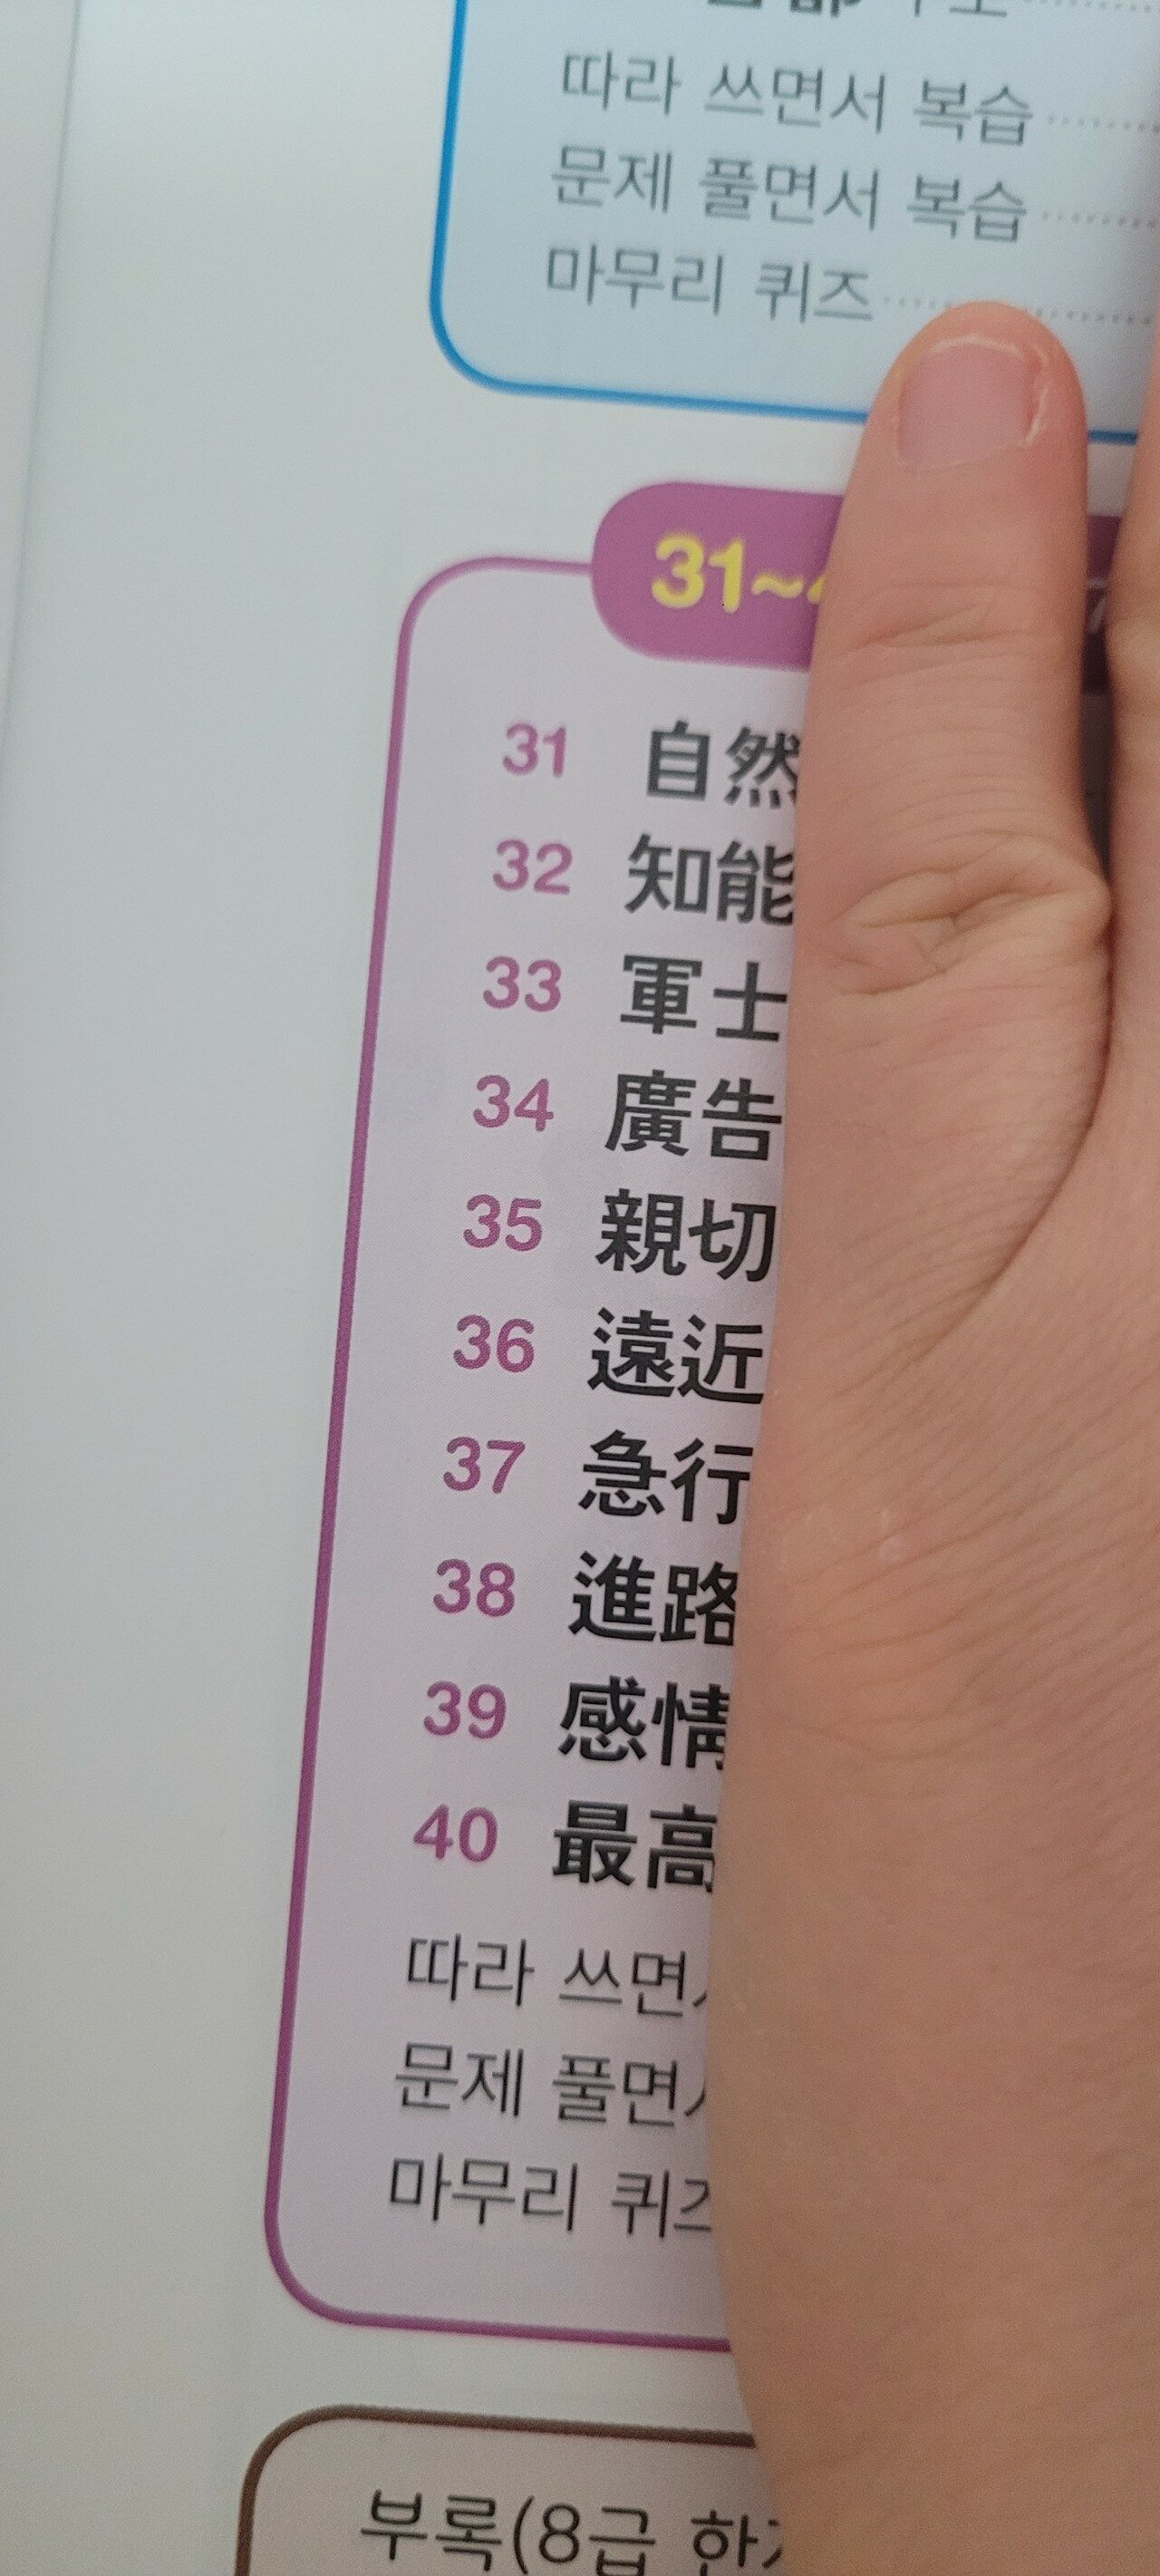 따라 쓰면서 복습
문제 풀면서 복습
마무리 퀴즈
31~
31 自然
32 知能
33 軍士
34 廣告
35 親切
36 遠近
37 急行
38 進路
39 感情
40 最高
따라 쓰면
문제 풀면
마무리 퀴즈
부록(8급 한